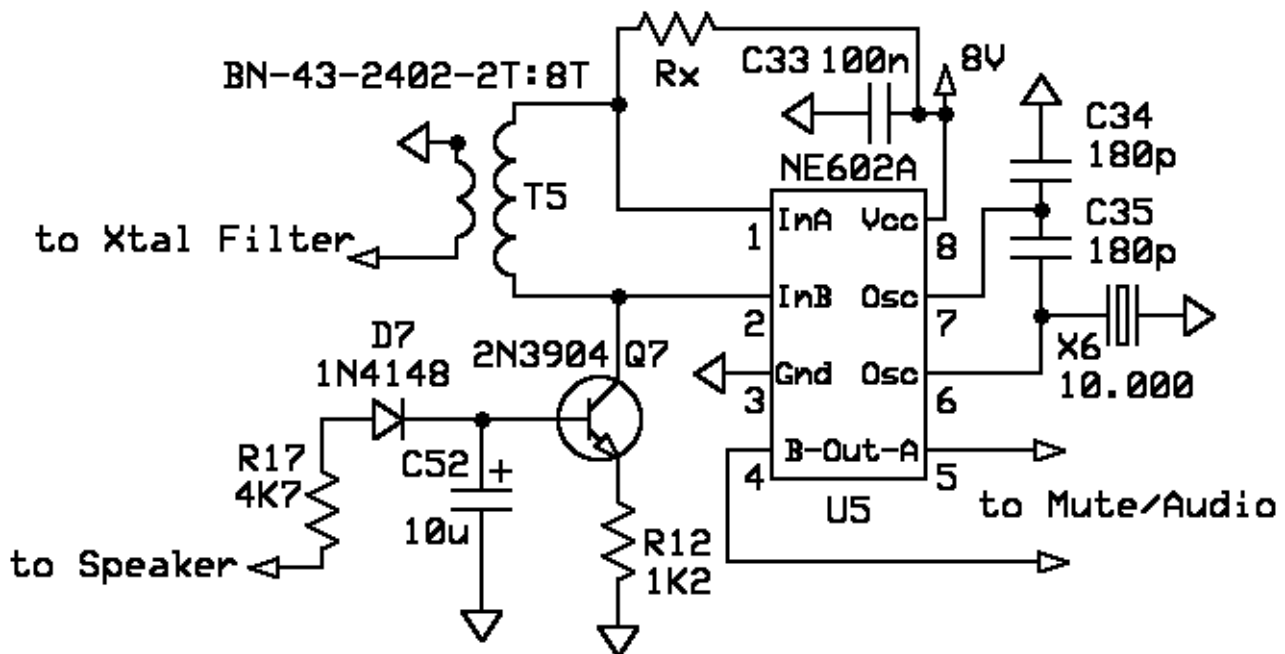 Rx
C33 100n
8V
BN-43-2402-2T:8T
C34
180p
NE602A
T5
InA Vcc
1 8
C35
180p
to Xtal Filter
InB Osc
2 7
D7
1N4148
2N3904 Q7
X6
10.000
Gnd Osc
3 6
R17
4K7
C52 +
10u
B-Out-A
4 5
U5
to Mute/Audio
R12
1K2
to Speaker